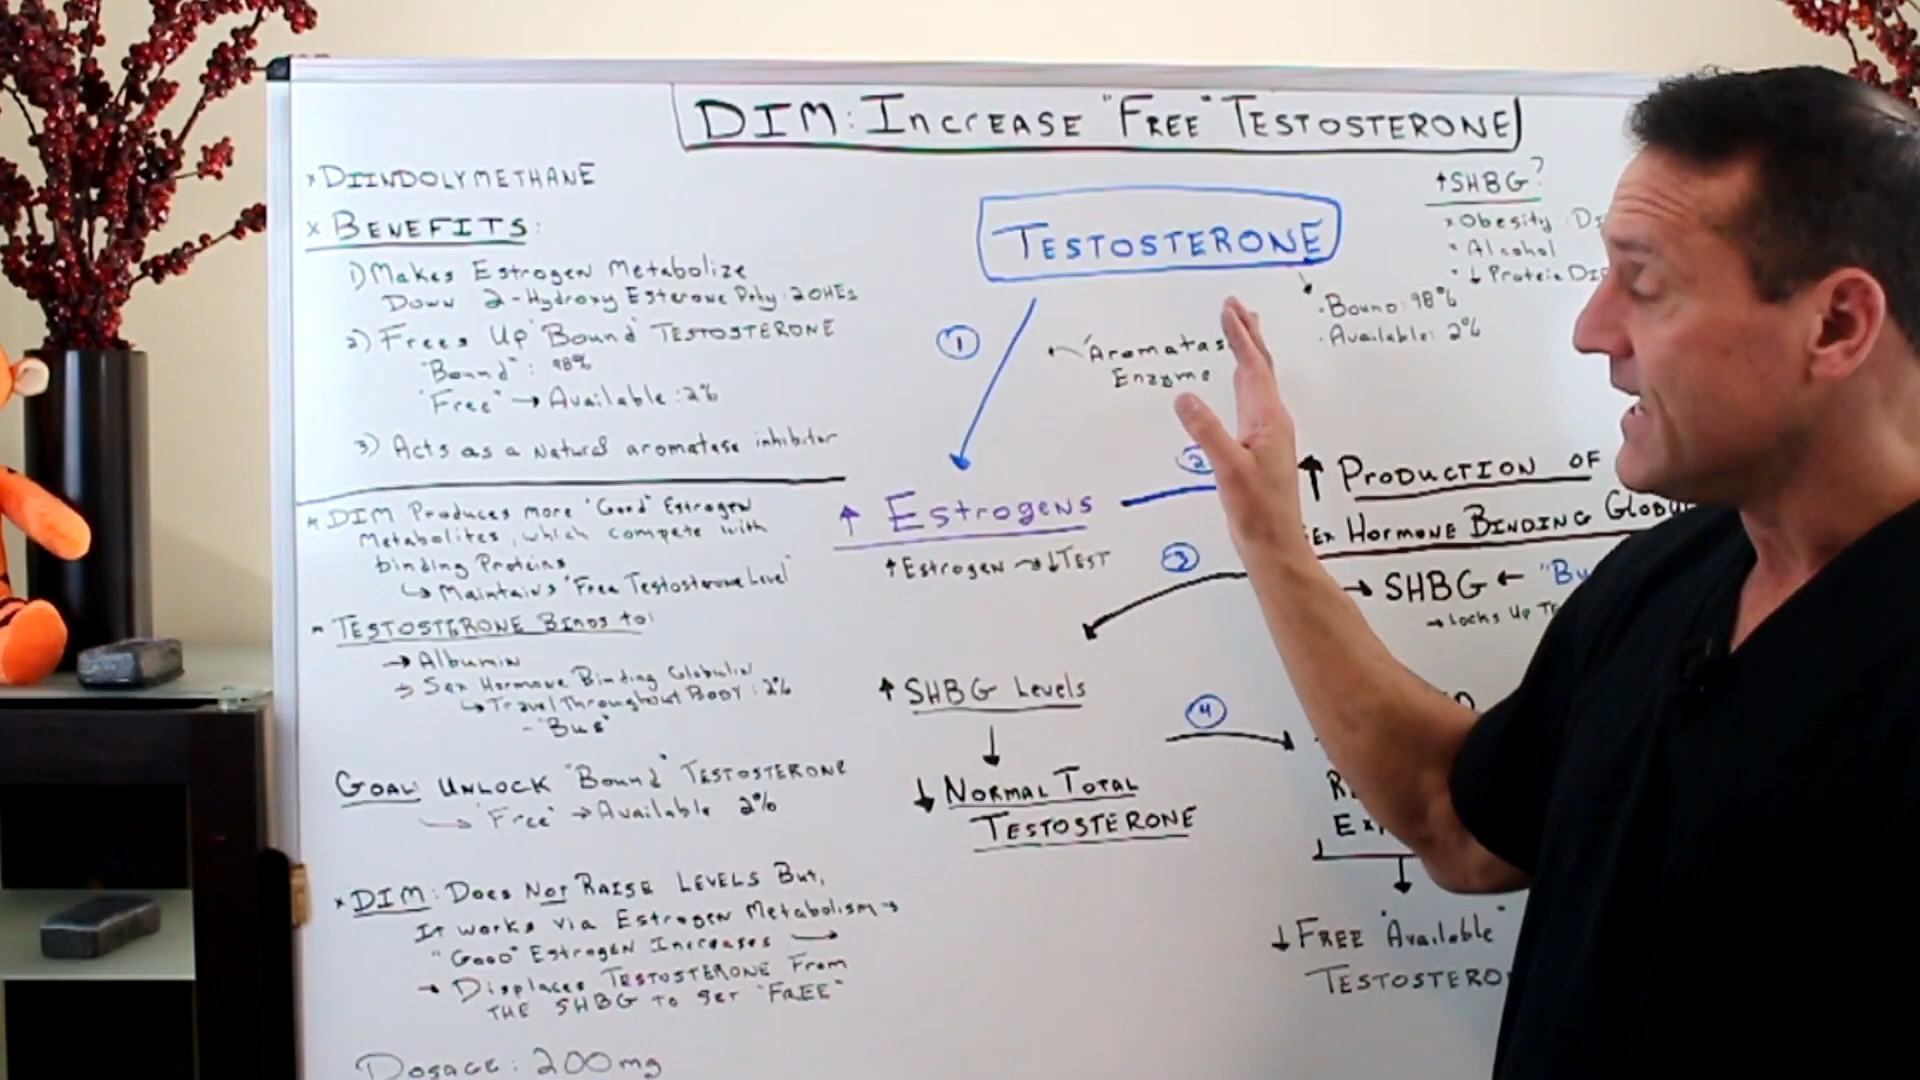 DIM: INCREASE "FREE" TESTOSTERONE
* DIINDOLYMETHANE
* BENEFITS:
1) Makes Estrogen Metabolize
Down 2-Hydroxy Esterone
2) Frees Up "Bound" TESTOSTERONE
"Bound": 98%
"Free" → Available: 2%
3) Acts as a Natural aromatase inhibitor
* DIM Produces more "Good" Estrogen
Metabolites, which compete with
binding Proteins
↳ Maintains "Free Testosterone Level"
- TESTOSTERONE Binds to:
→ Albumin
→ Sex Hormone Binding Globulin
↳ Travel Throughout BODY: 2%
- "Bus"
GOAL: UNLOCK "Bound" TESTOSTERONE
→ "Free" → Available 2%
* DIM: Does NOT RAISE LEVELS But,
It works via Estrogen Metabolism →
"Good" Estrogen Increases →
→ Displaces TESTOSTERONE From
THE SHBG to get "FREE"
Dosage: 200mg
TESTOSTERONE
1
Enzyme
• Bound: 98%
• Available: 2%
↑SHBG?
* Obesity
* Alcohol
• ↓ Protein
↑ Estrogens
↑ Estrogen → ↓ TEST
2
↑ PRODUCTION OF
HORMONE BINDING
→ SHBG ←
→ Locks Up
3
↑ SHBG Levels
↓
↓ NORMAL TOTAL
TESTOSTERONE
4
↓ FREE "Available"